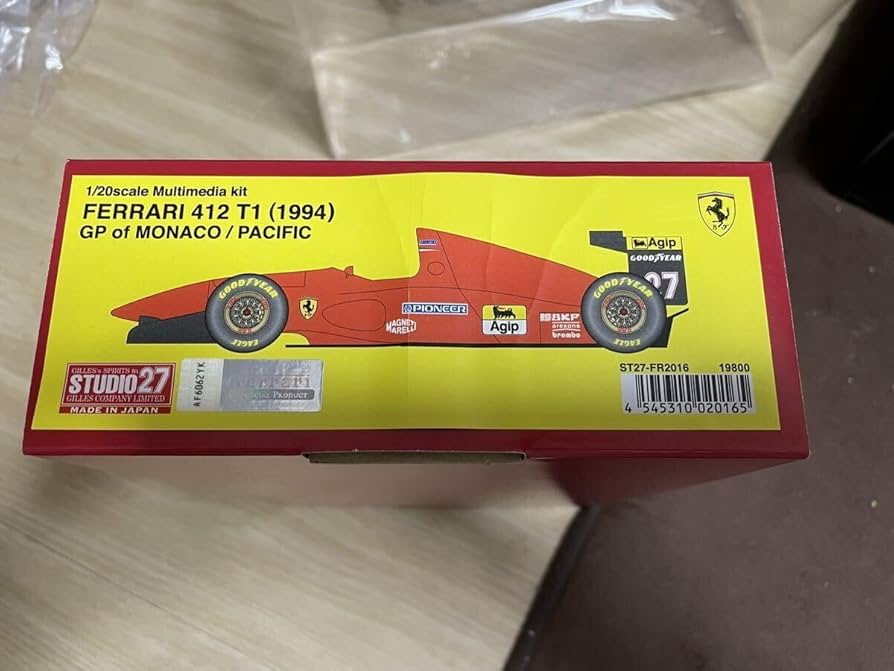 1/20scale Multimedia kit
FERRARI 412 T1 (1994)
GP of MONACO / PACIFIC
Agip
GOODYEAR
27
GOODYEAR
EAGLE
PIONEER
MAGNETI
MARELLI
Agip
SKF
arexons
brembo
GOODYEAR
EAGLE
GILLES'S SPIRITS in
STUDIO27
GILLES COMPANY LIMITED
MADE IN JAPAN
AF6062YK
Ferrari
OFFICIAL PRODUCT
ST27-FR2016 19800
4 545310 020165